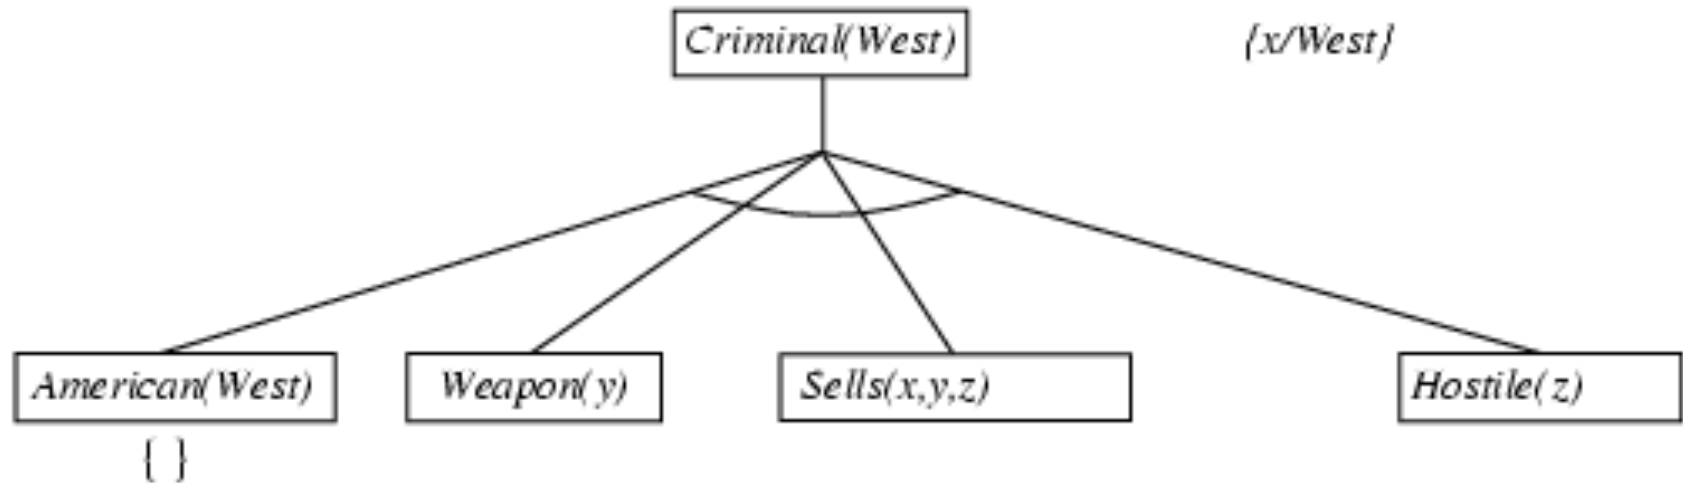 Criminal(West) {x/West}
American(West) Weapon(y) Sells(x,y,z) Hostile(z)
{ }